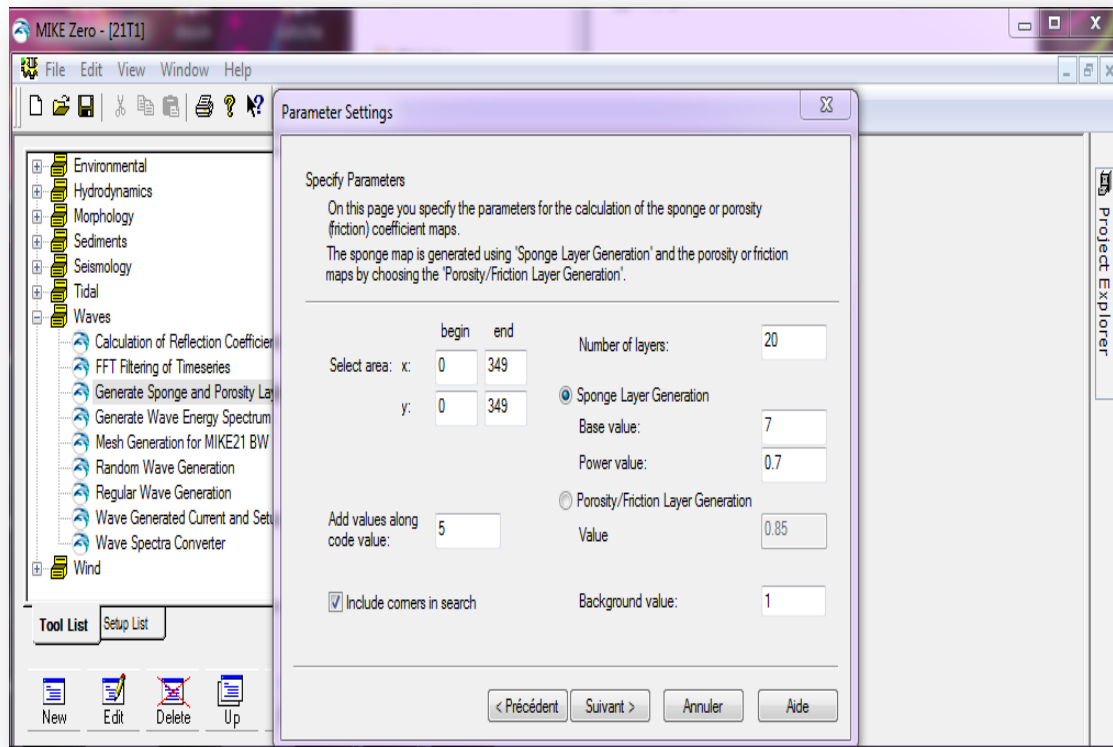 MIKE Zero - [21T1]
File Edit View Window Help
Parameter Settings
Environmental
Hydrodynamics
Morphology
Sediments
Seismology
Tidal
Waves
Calculation of Reflection Coefficien
FFT Filtering of Timeseries
Generate Sponge and Porosity Lay
Generate Wave Energy Spectrum
Mesh Generation for MIKE21 BW
Random Wave Generation
Regular Wave Generation
Wave Generated Current and Setu
Wave Spectra Converter
Wind
Tool List Setup List
New Edit Delete Up
Specify Parameters
On this page you specify the parameters for the calculation of the sponge or porosity
(friction) coefficient maps.
The sponge map is generated using 'Sponge Layer Generation' and the porosity or friction
maps by choosing the 'Porosity/Friction Layer Generation'.
begin end
Select area: x: 0 349
y: 0 349
Add values along
code value: 5
Include corners in search
Number of layers: 20
Sponge Layer Generation
Base value: 7
Power value: 0.7
Porosity/Friction Layer Generation
Value 0.85
Background value: 1
< Précédent Suivant > Annuler Aide
Project Explorer